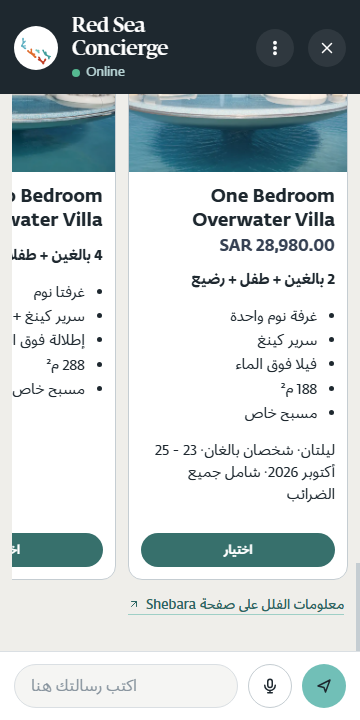 Red Sea
Concierge
Online
One Bedroom
Overwater Villa
SAR 28,980.00
2 بالغين + طفل + رضيع
غرفة نوم واحدة
سرير كينغ
فيلا فوق الماء
188 م²
مسبح خاص
ليلتان· شخصان بالغان· 23 - 25
أكتوبر 2026· شامل جميع
الضرائب
اختيار
Bedroom
4 بالغين +
غرفتا نوم
سرير كينغ +
إطلالة فوق
288 م²
مسبح خاص
معلومات الفلل على صفحة Shebara
اكتب رسالتك هنا